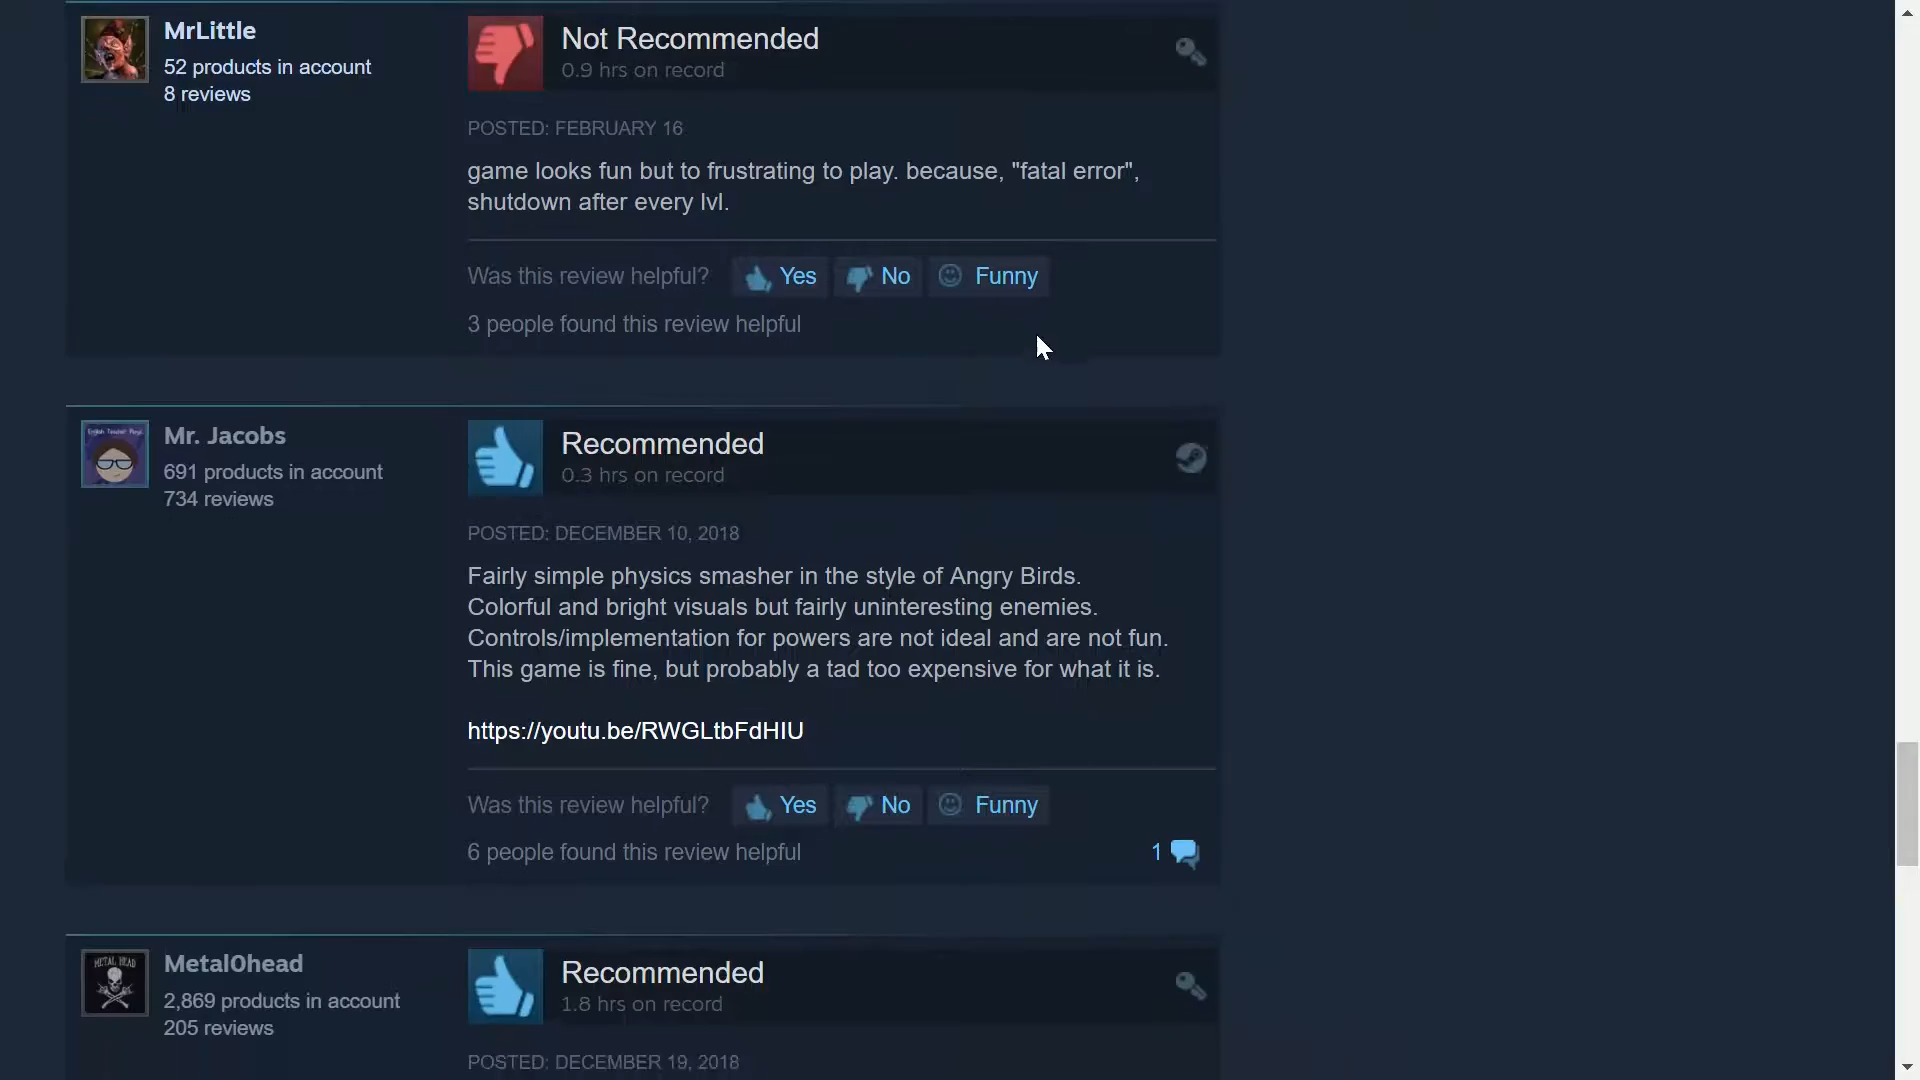 MrLittle
52 products in account
8 reviews
Not Recommended
0.9 hrs on record
POSTED: FEBRUARY 16
game looks fun but to frustrating to play. because, "fatal error",
shutdown after every lvl.
Was this review helpful? Yes No Funny
3 people found this review helpful
Mr. Jacobs
691 products in account
734 reviews
Recommended
0.3 hrs on record
POSTED: DECEMBER 10, 2018
Fairly simple physics smasher in the style of Angry Birds.
Colorful and bright visuals but fairly uninteresting enemies.
Controls/implementation for powers are not ideal and are not fun.
This game is fine, but probably a tad too expensive for what it is.
https://youtu.be/RWGLtbFdHIU
Was this review helpful? Yes No Funny
6 people found this review helpful
1
METAL HEAD
Metal0head
2,869 products in account
205 reviews
Recommended
1.8 hrs on record
POSTED: DECEMBER 19, 2018